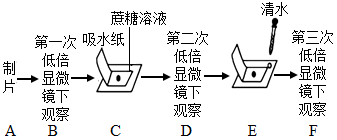 制片
第一次低倍显微镜下观察
吸水纸
蔗糖溶液
第二次低倍显微镜下观察
清水
第三次低倍显微镜下观察
A B C D E F